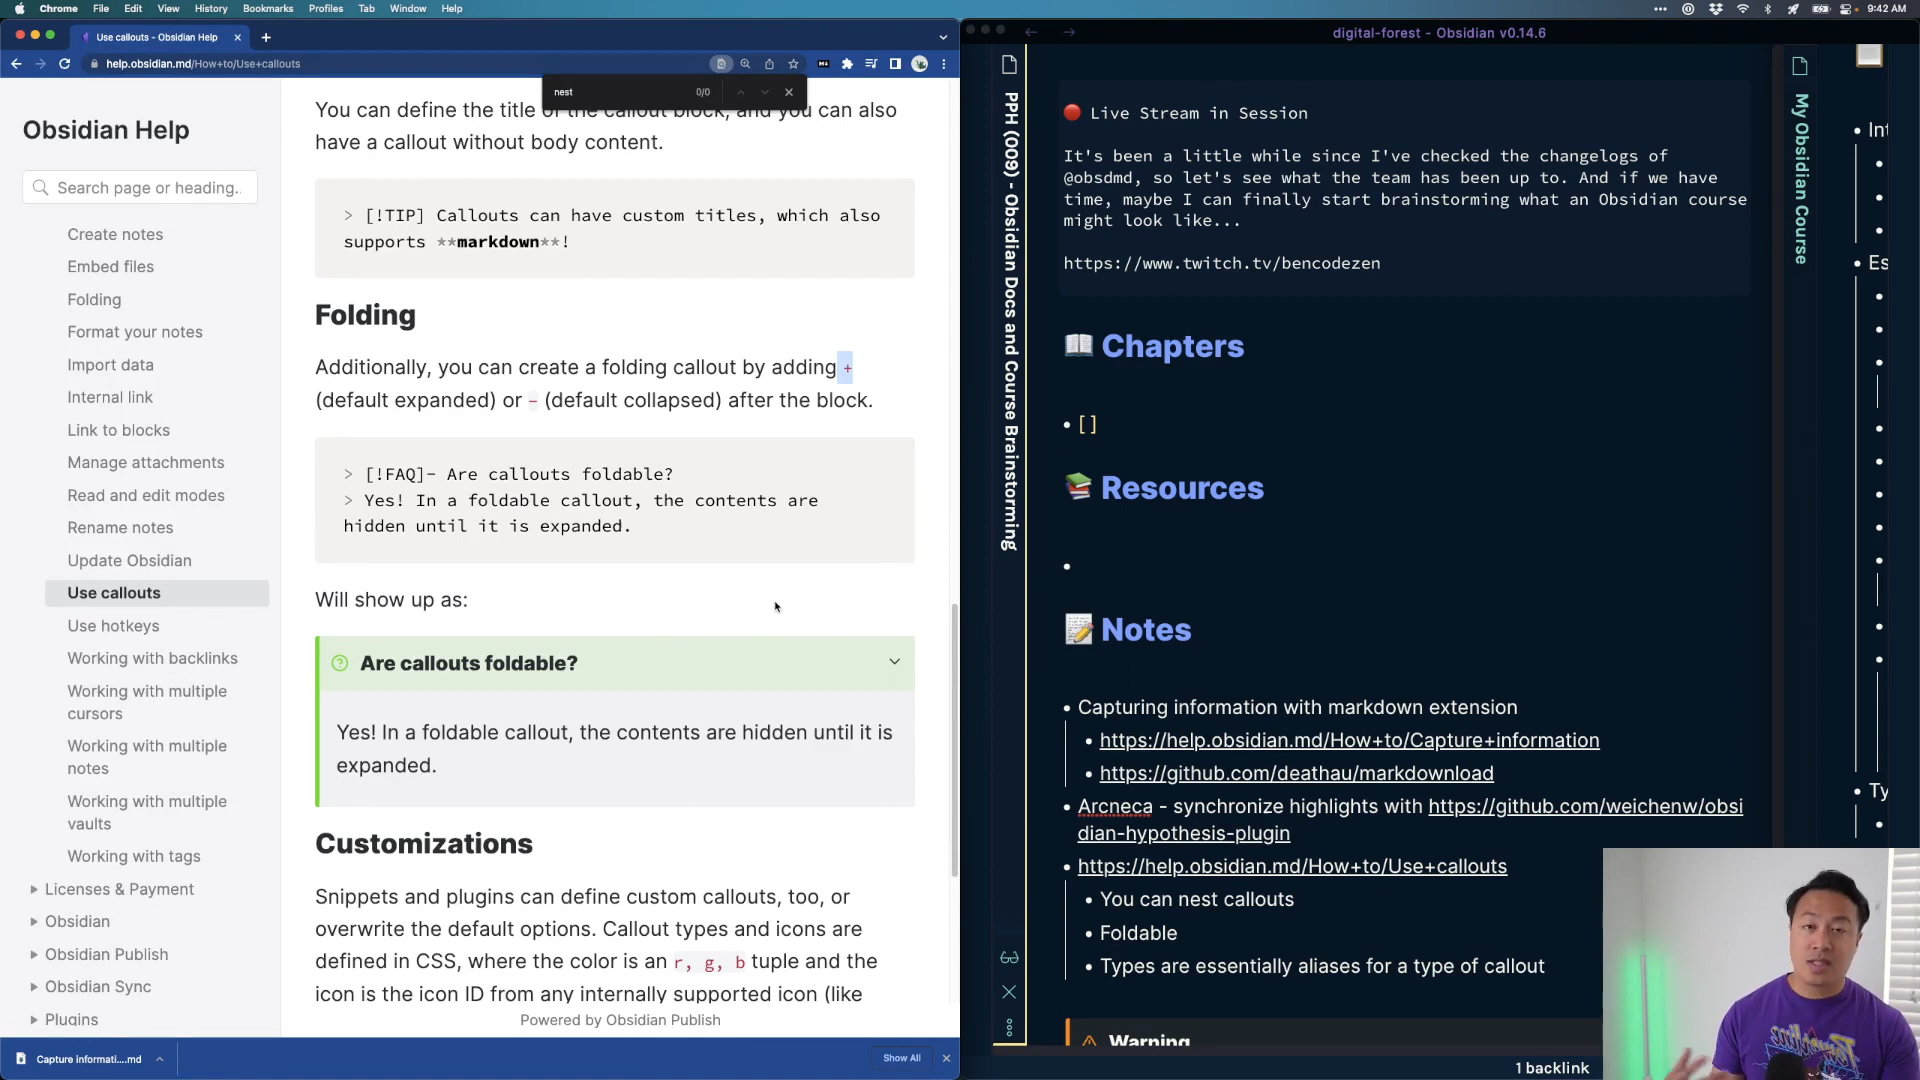 Chrome File Edit View History Bookmarks Profiles Tab Window Help
9:42 AM
Use callouts - Obsidian Help
help.obsidian.md/How+to/Use+callouts
nest 0/0
Obsidian Help
Search page or heading..
Create notes
Embed files
Folding
Format your notes
Import data
Internal link
Link to blocks
Manage attachments
Read and edit modes
Rename notes
Update Obsidian
Use callouts
Use hotkeys
Working with backlinks
Working with multiple
cursors
Working with multiple
notes
Working with multiple
vaults
Working with tags
Licenses & Payment
Obsidian
Obsidian Publish
Obsidian Sync
Plugins
You can define the title of the callout block, and you can also
have a callout without body content.
> [!TIP] Callouts can have custom titles, which also
supports **markdown**!
Folding
Additionally, you can create a folding callout by adding +
(default expanded) or - (default collapsed) after the block.
> [!FAQ]- Are callouts foldable?
> Yes! In a foldable callout, the contents are
hidden until it is expanded.
Will show up as:
Are callouts foldable?
Yes! In a foldable callout, the contents are hidden until it is
expanded.
Customizations
Snippets and plugins can define custom callouts, too, or
overwrite the default options. Callout types and icons are
defined in CSS, where the color is an r, g, b tuple and the
icon is the icon ID from any internally supported icon (like
Powered by Obsidian Publish
Capture informati....md
Show All
digital-forest - Obsidian v0.14.6
PPH (009) - Obsidian Docs and Course Brainstorming
🔴 Live Stream in Session
It's been a little while since I've checked the changelogs of
@obsdmd, so let's see what the team has been up to. And if we have
time, maybe I can finally start brainstorming what an Obsidian course
might look like...
https://www.twitch.tv/bencodezen
📖 Chapters
• []
📚 Resources
•
📝 Notes
• Capturing information with markdown extension
• https://help.obsidian.md/How+to/Capture+information
• https://github.com/deathau/markdownload
• Arcneca - synchronize highlights with https://github.com/weichenw/obsi
dian-hypothesis-plugin
• https://help.obsidian.md/How+to/Use+callouts
• You can nest callouts
• Foldable
• Types are essentially aliases for a type of callout
Warning
1 backlink
My Obsidian Course
• Int
• Es
• Ty